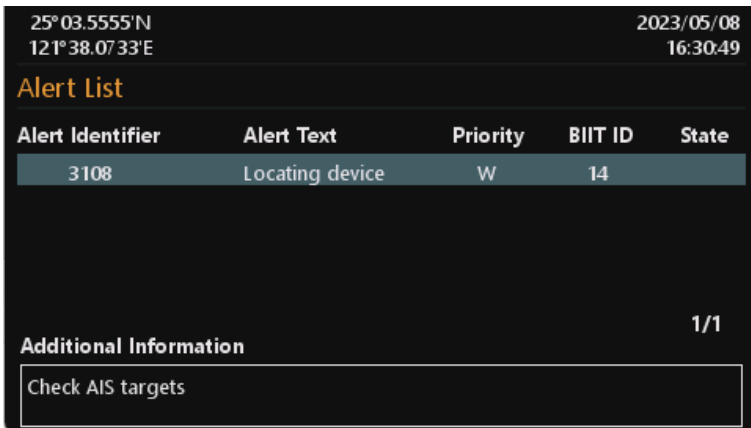 25°03.5555'N 2023/05/08
121°38.0733'E 16:30:49
Alert List
Alert Identifier Alert Text Priority BIIT ID State
3108 Locating device W 14
1/1
Additional Information
Check AIS targets